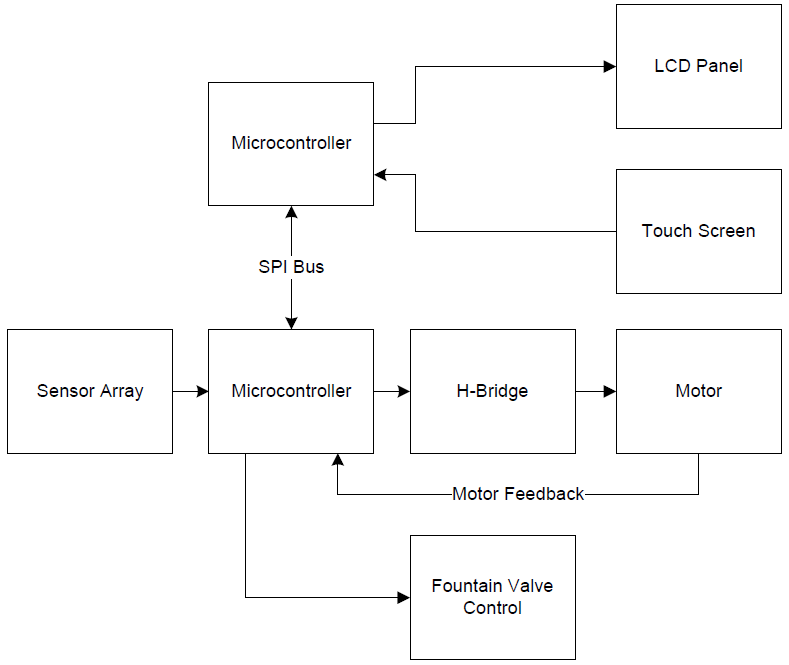 LCD Panel
Microcontroller
Touch Screen
SPI Bus
Sensor Array
Microcontroller
H-Bridge
Motor
Motor Feedback
Fountain Valve
Control